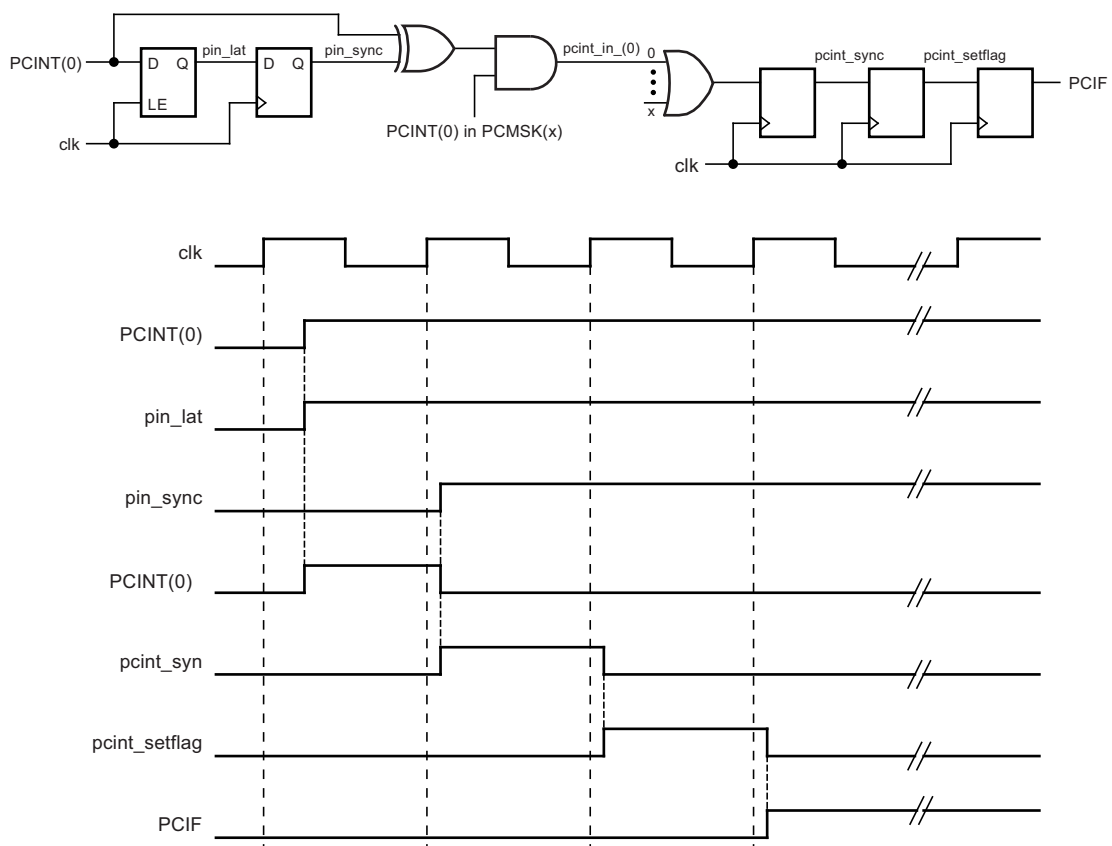 PCINT(0)
D Q
LE
pin_lat
D Q
pin_sync
clk
PCINT(0) in PCMSK(x)
pcint_in_(0)
0
x
pcint_sync
pcint_setflag
PCIF
clk
clk
PCINT(0)
pin_lat
pin_sync
PCINT(0)
pcint_syn
pcint_setflag
PCIF